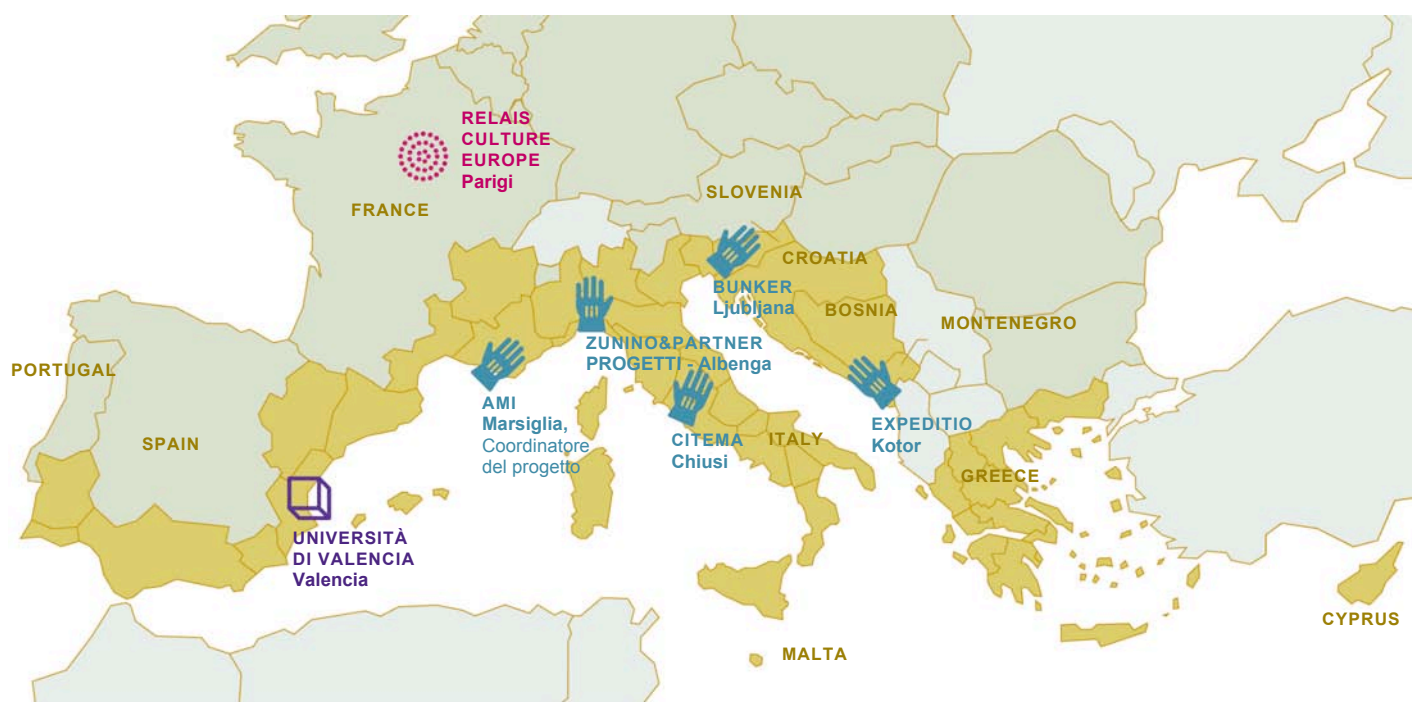 RELAIS
CULTURE
EUROPE
Parigi
FRANCE
SLOVENIA
CROATIA
BUNKER
Ljubljana
BOSNIA
MONTENEGRO
ZUNINO&PARTNER
PROGETTI - Albenga
PORTUGAL
AMI
Marsiglia,
Coordinatore
del progetto
SPAIN
CITEMA
Chiusi
ITALY
EXPEDITIO
Kotor
GREECE
UNIVERSITÀ
DI VALENCIA
Valencia
CYPRUS
MALTA